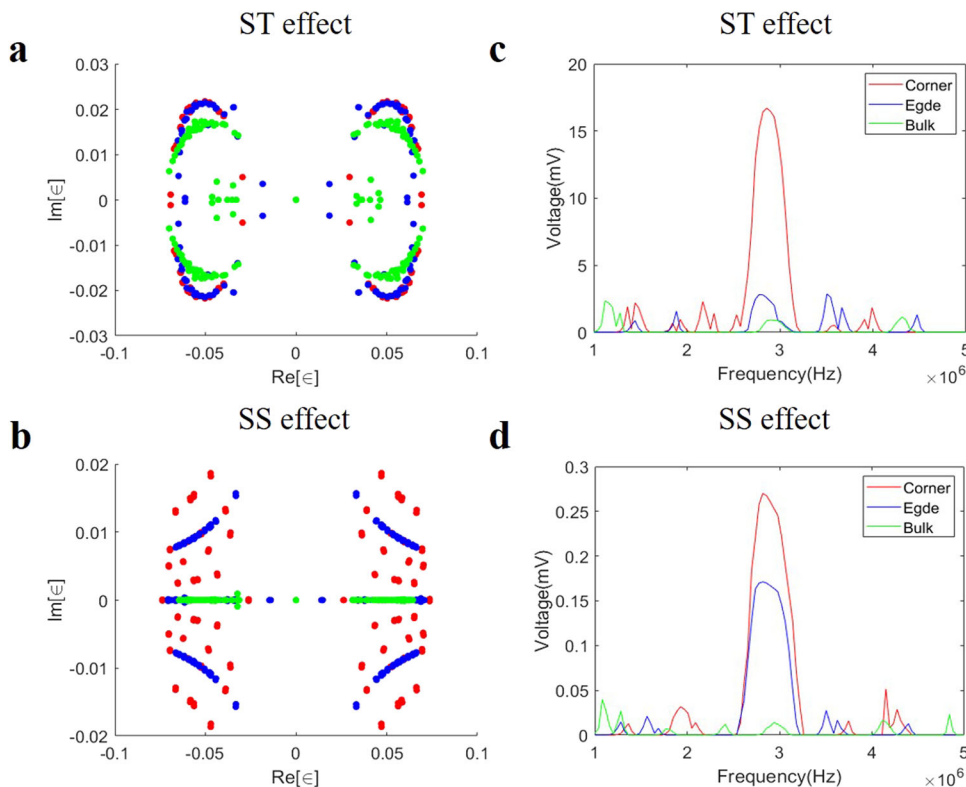 ST effect
a
0.03
0.02
0.01
0
-0.01
-0.02
-0.03
Im[∈]
-0.1
-0.05
0
0.05
0.1
Re[∈]
ST effect
c
20
15
10
5
0
Voltage(mV)
Corner
Egde
Bulk
1
2
3
4
5
Frequency(Hz)
×10⁶
SS effect
b
0.02
0.01
0
-0.01
-0.02
Im[∈]
-0.1
-0.05
0
0.05
0.1
Re[∈]
SS effect
d
0.3
0.25
0.2
0.15
0.1
0.05
0
Voltage(mV)
Corner
Egde
Bulk
1
2
3
4
5
Frequency(Hz)
×10⁶